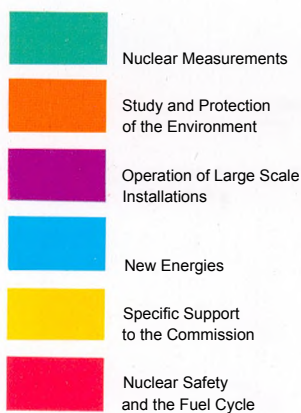 Nuclear Measurements
Study and Protection
of the Environment
Operation of Large Scale
Installations
New Energies
Specific Support
to the Commission
Nuclear Safety
and the Fuel Cycle